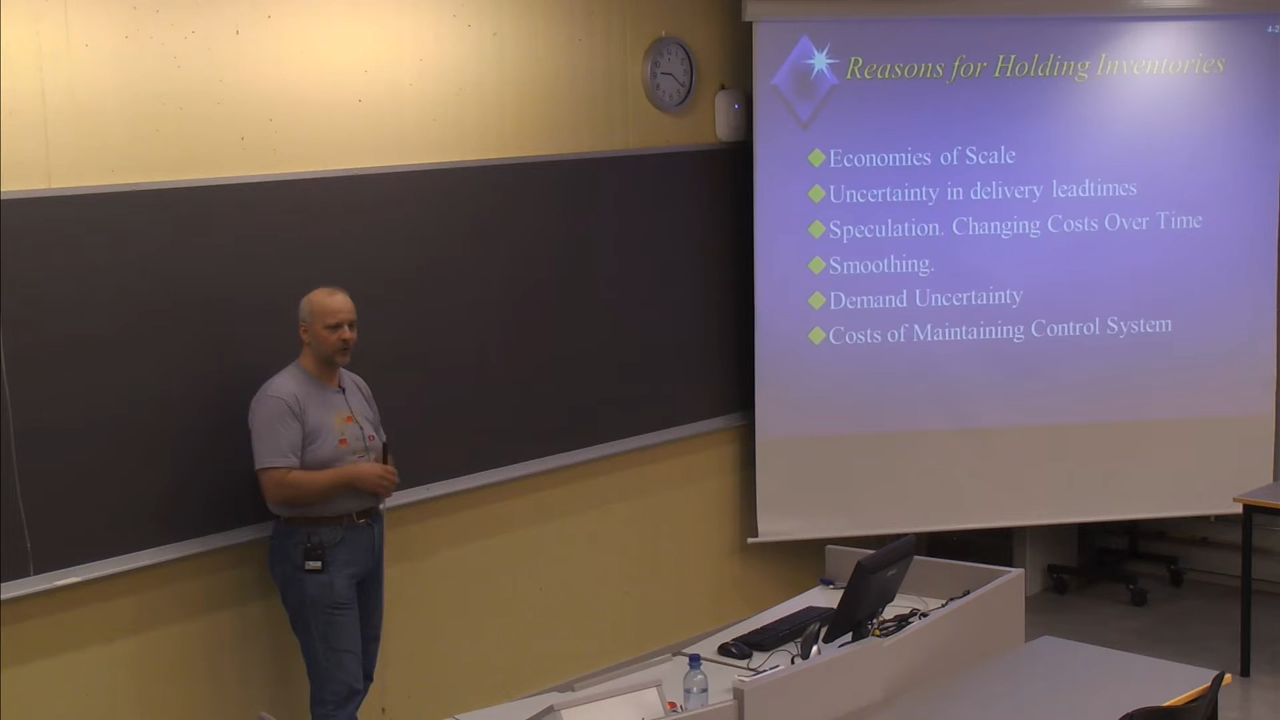 Reasons for Holding Inventories
Economies of Scale
Uncertainty in delivery leadtimes
Speculation. Changing Costs Over Time
Smoothing.
Demand Uncertainty
Costs of Maintaining Control System